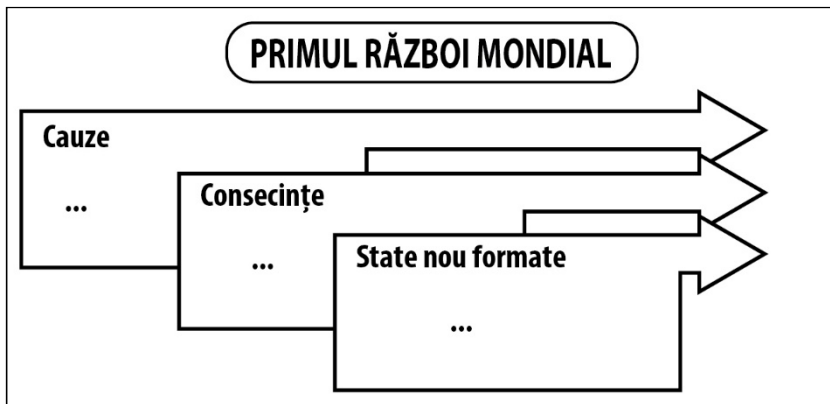 PRIMUL RĂZBOI MONDIAL
Cauze
...
Consecințe
...
State nou formate
...